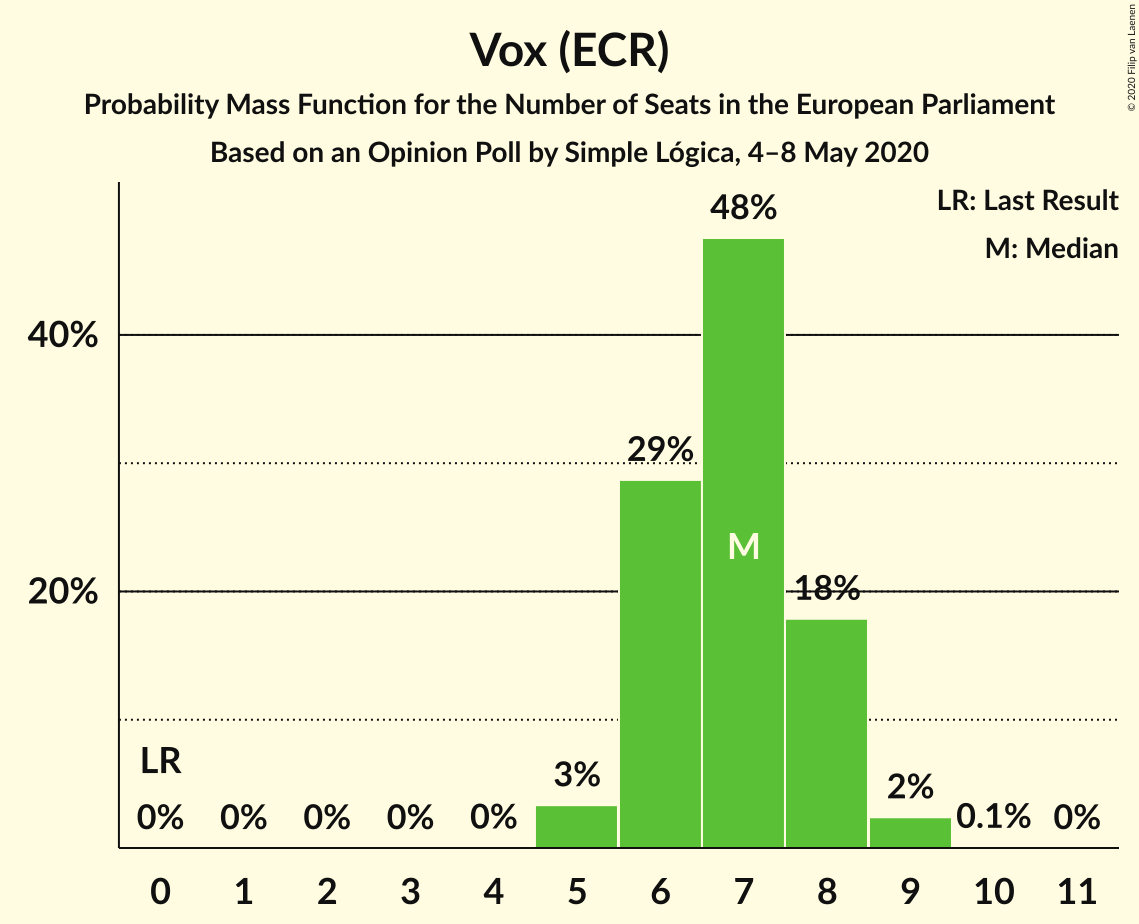 Vox (ECR)
Probability Mass Function for the Number of Seats in the European Parliament
Based on an Opinion Poll by Simple Lógica, 4–8 May 2020
© 2020 Filip van Laenen
LR: Last Result
M: Median
48%
40%
29%
M
20%
18%
LR
3%
2%
0% 0% 0% 0% 0% 0.1% 0%
0 1 2 3 4 5 6 7 8 9 10 11